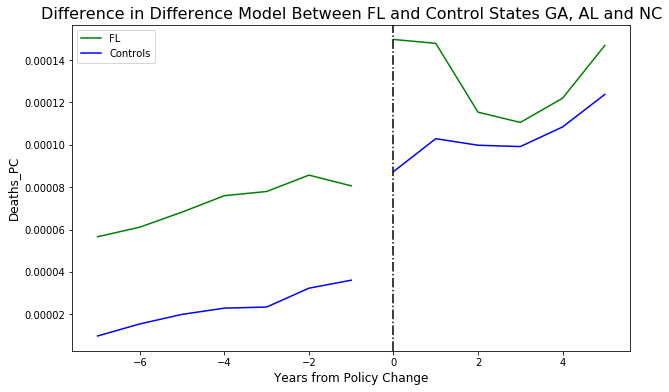 Difference in Difference Model Between FL and Control States GA, AL and NC
FL
Controls
0.00014
0.00012
0.00010
0.00008
0.00006
0.00004
0.00002
Deaths_PC
−6
−4
−2
0
2
4
Years from Policy Change